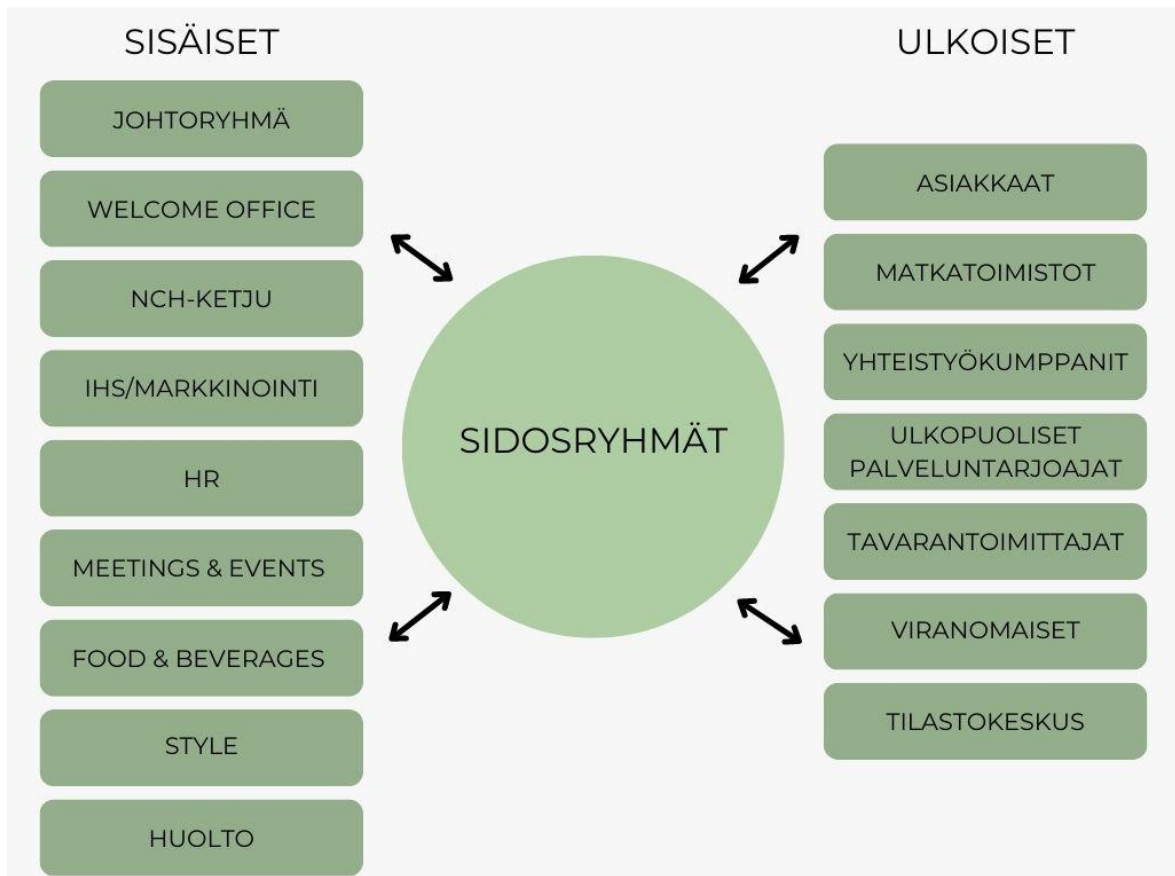 SISÄISET
JOHTORYHMÄ
WELCOME OFFICE
NCH-KETJU
IHS/MARKKINOINTI
HR
MEETINGS & EVENTS
FOOD & BEVERAGES
STYLE
HUOLTO
SIDOSRYHMÄT
ULKOISET
ASIAKKAAT
MATKATOIMISTOT
YHTEISTYÖKUMPPANIT
ULKOPUOLISET
PALVELUNTARJOAJAT
TAVARANTOIMITTAJAT
VIRANOMAISET
TILASTOKESKUS